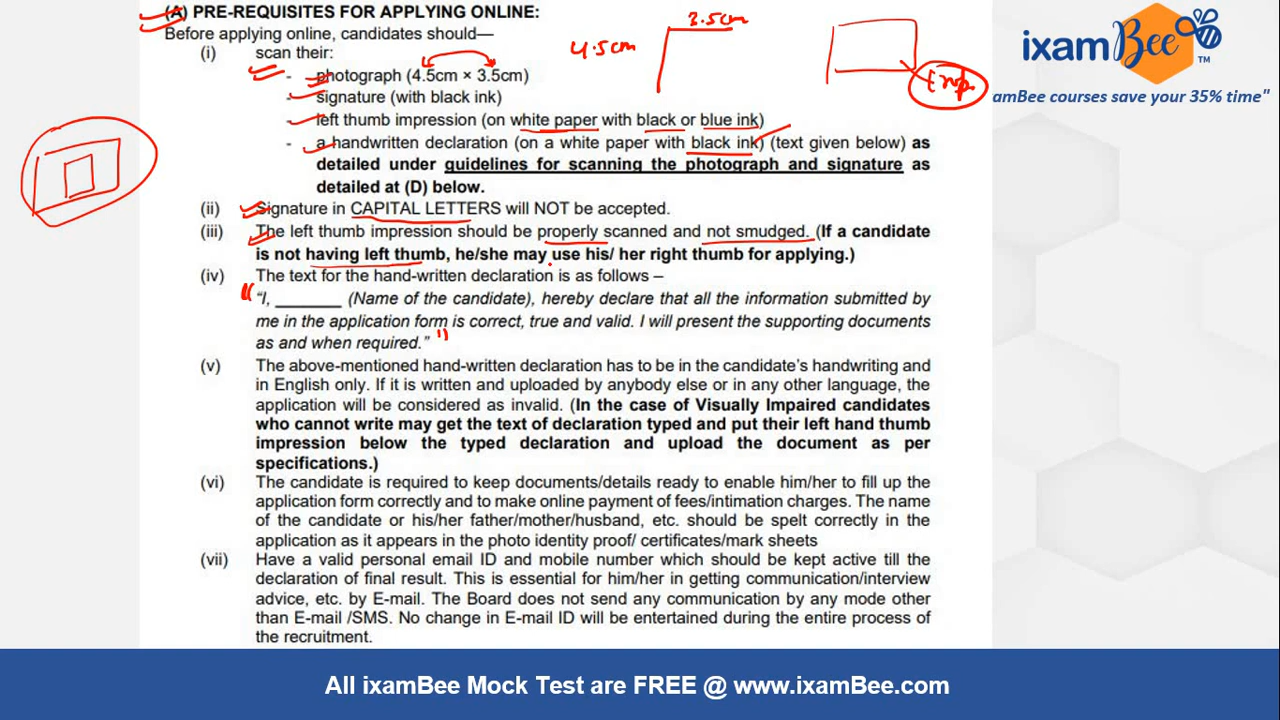 (A) PRE-REQUISITES FOR APPLYING ONLINE:
Before applying online, candidates should—
(i) scan their:
- photograph (4.5cm × 3.5cm)
- signature (with black ink)
- left thumb impression (on white paper with black or blue ink)
- a handwritten declaration (on a white paper with black ink) (text given below) as
detailed under guidelines for scanning the photograph and signature as
detailed at (D) below.
(ii) Signature in CAPITAL LETTERS will NOT be accepted.
(iii) The left thumb impression should be properly scanned and not smudged. (If a candidate
is not having left thumb, he/she may use his/ her right thumb for applying.)
(iv) The text for the hand-written declaration is as follows –
“I, _______ (Name of the candidate), hereby declare that all the information submitted by
me in the application form is correct, true and valid. I will present the supporting documents
as and when required.”
(v) The above-mentioned hand-written declaration has to be in the candidate’s handwriting and
in English only. If it is written and uploaded by anybody else or in any other language, the
application will be considered as invalid. (In the case of Visually Impaired candidates
who cannot write may get the text of declaration typed and put their left hand thumb
impression below the typed declaration and upload the document as per
specifications.)
(vi) The candidate is required to keep documents/details ready to enable him/her to fill up the
application form correctly and to make online payment of fees/intimation charges. The name
of the candidate or his/her father/mother/husband, etc. should be spelt correctly in the
application as it appears in the photo identity proof/ certificates/mark sheets
(vii) Have a valid personal email ID and mobile number which should be kept active till the
declaration of final result. This is essential for him/her in getting communication/interview
advice, etc. by E-mail. The Board does not send any communication by any mode other
than E-mail /SMS. No change in E-mail ID will be entertained during the entire process of
the recruitment.
3.5cm
4.5cm
ixamBee TM
amBee courses save your 35% time"
All ixamBee Mock Test are FREE @ www.ixamBee.com